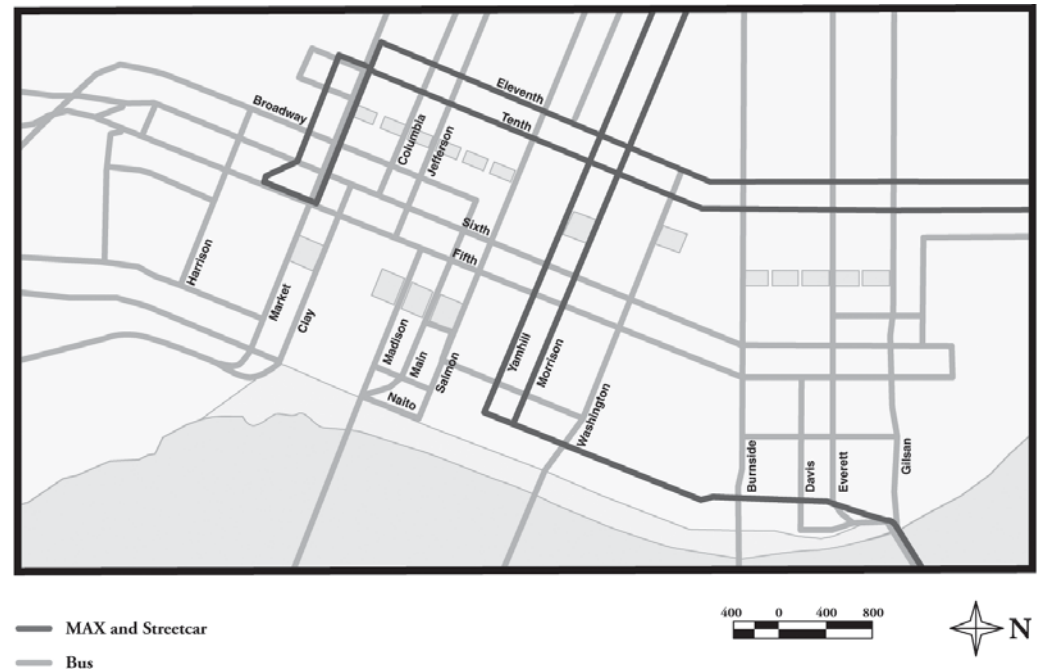 Eleventh
Broadway
Tenth
Columbia
Jefferson
Sixth
Fifth
Harrison
Market
Clay
Madison
Main
Salmon
Naito
Yamhill
Morrison
Washington
Burnside
Davis
Everett
Gilsan
MAX and Streetcar
Bus
400 0 400 800
N